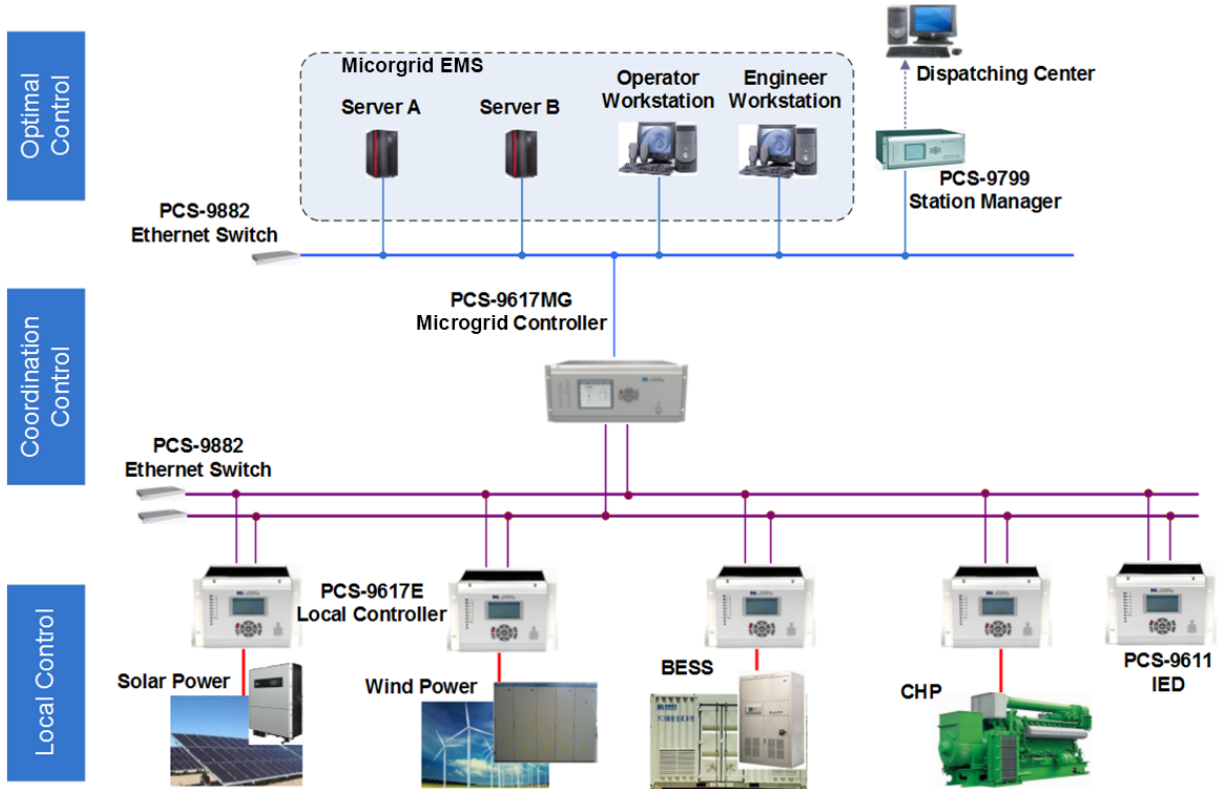 Optimal
Control
Micorgrid EMS
Server A
Server B
Operator
Workstation
Engineer
Workstation
Dispatching Center
PCS-9799
Station Manager
PCS-9882
Ethernet Switch
Coordination
Control
PCS-9617MG
Microgrid Controller
PCS-9882
Ethernet Switch
Local Control
PCS-9617E
Local Controller
PCS-9611
IED
Solar Power
Wind Power
BESS
CHP